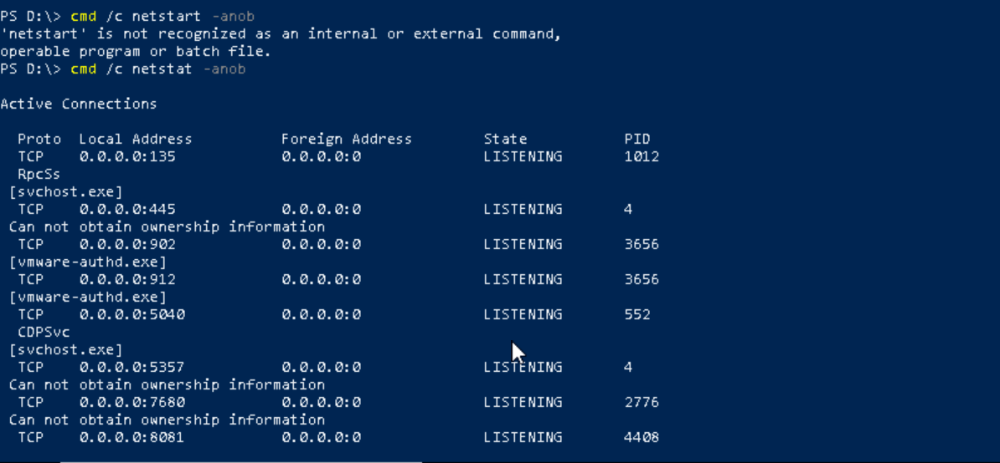 PS D:\> cmd /c netstart -anob
'netstart' is not recognized as an internal or external command,
operable program or batch file.
PS D:\> cmd /c netstat -anob
Active Connections
Proto Local Address Foreign Address State PID
TCP 0.0.0.0:135 0.0.0.0:0 LISTENING 1012
RpcSs
[svchost.exe]
TCP 0.0.0.0:445 0.0.0.0:0 LISTENING 4
Can not obtain ownership information
TCP 0.0.0.0:902 0.0.0.0:0 LISTENING 3656
[vmware-authd.exe]
TCP 0.0.0.0:912 0.0.0.0:0 LISTENING 3656
[vmware-authd.exe]
TCP 0.0.0.0:5040 0.0.0.0:0 LISTENING 552
CDPSvc
[svchost.exe]
TCP 0.0.0.0:5357 0.0.0.0:0 LISTENING 4
Can not obtain ownership information
TCP 0.0.0.0:7680 0.0.0.0:0 LISTENING 2776
Can not obtain ownership information
TCP 0.0.0.0:8081 0.0.0.0:0 LISTENING 4408